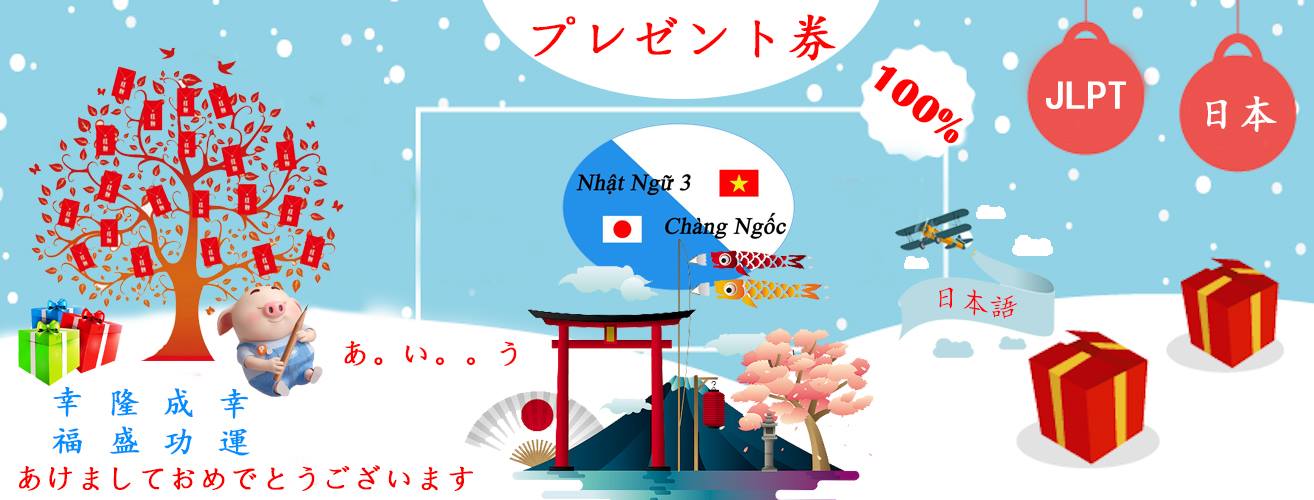 プレゼント券
100%
JLPT
日本
Nhật Ngữ 3
Chàng Ngốc
日本語
あ。い。。う
幸 隆 成 幸
福 盛 功 運
あけましておめでとうございます